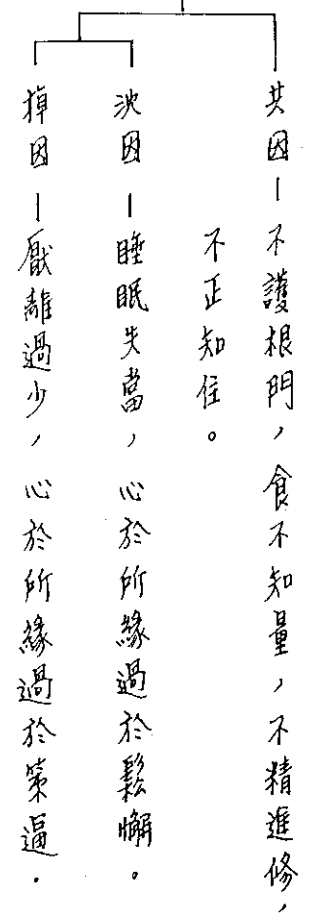 共因－不護根門，食不知量，不精進修，
不正知住。
沈因－睡眠失當，心於所緣過於鬆懈。
掉因－厭離過少，心於所緣過於策逼.